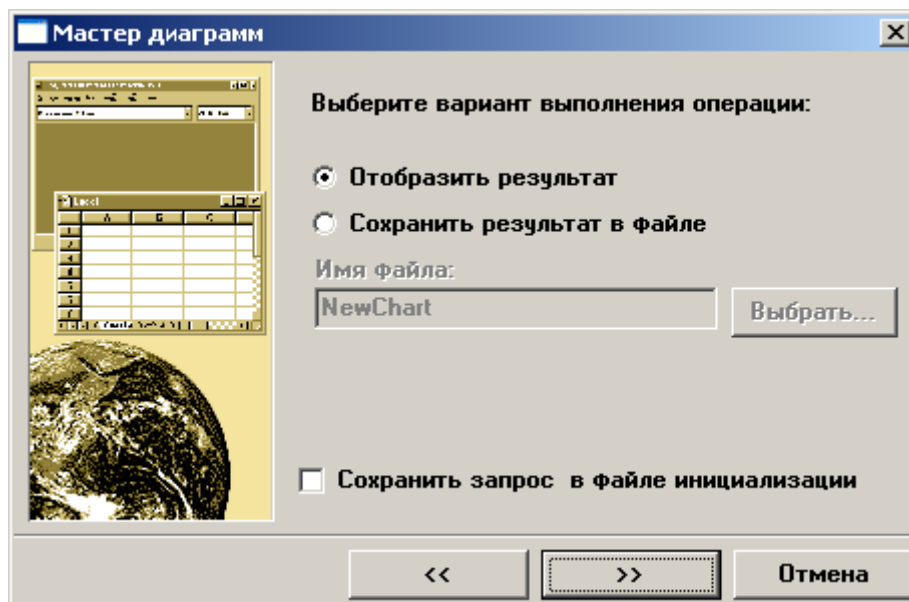 Мастер диаграмм
Выберите вариант выполнения операции:
Отобразить результат
Сохранить результат в файле
Имя файла:
NewChart
Выбрать...
Сохранить запрос в файле инициализации
<<
>>
Отмена
Excel
A B C